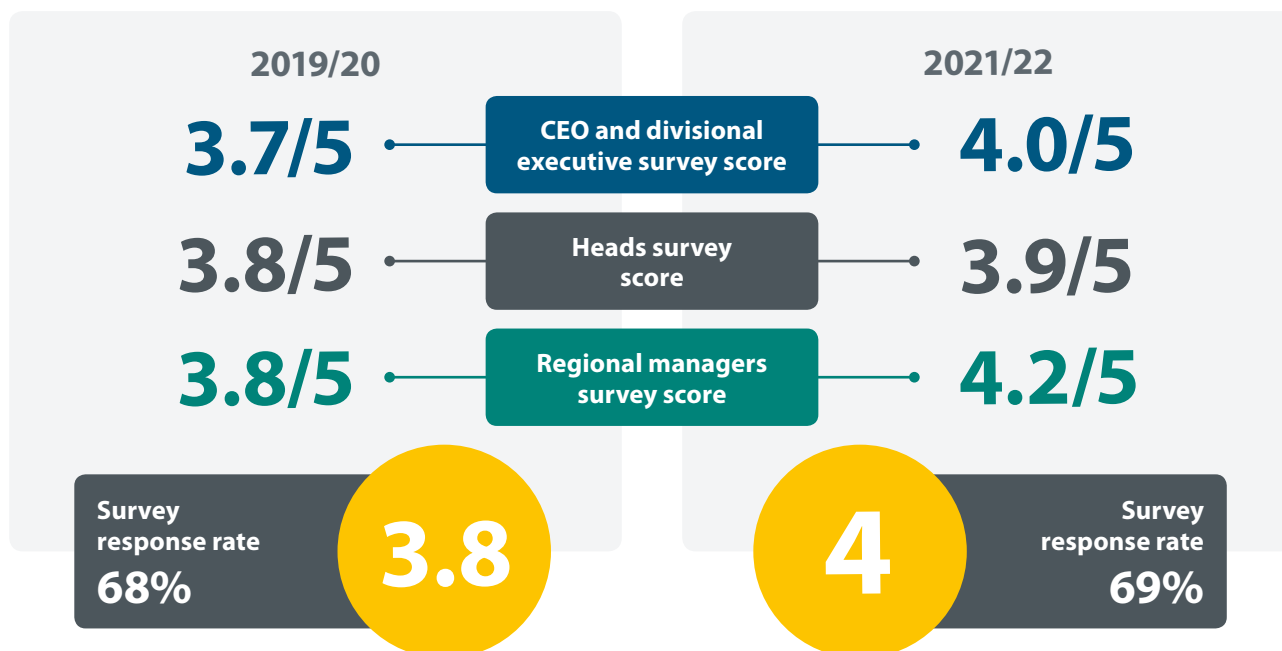 2019/20
2021/22
3.7/5
CEO and divisional
executive survey score
4.0/5
3.8/5
Heads survey
score
3.9/5
3.8/5
Regional managers
survey score
4.2/5
Survey
response rate
68%
3.8
4
Survey
response rate
69%